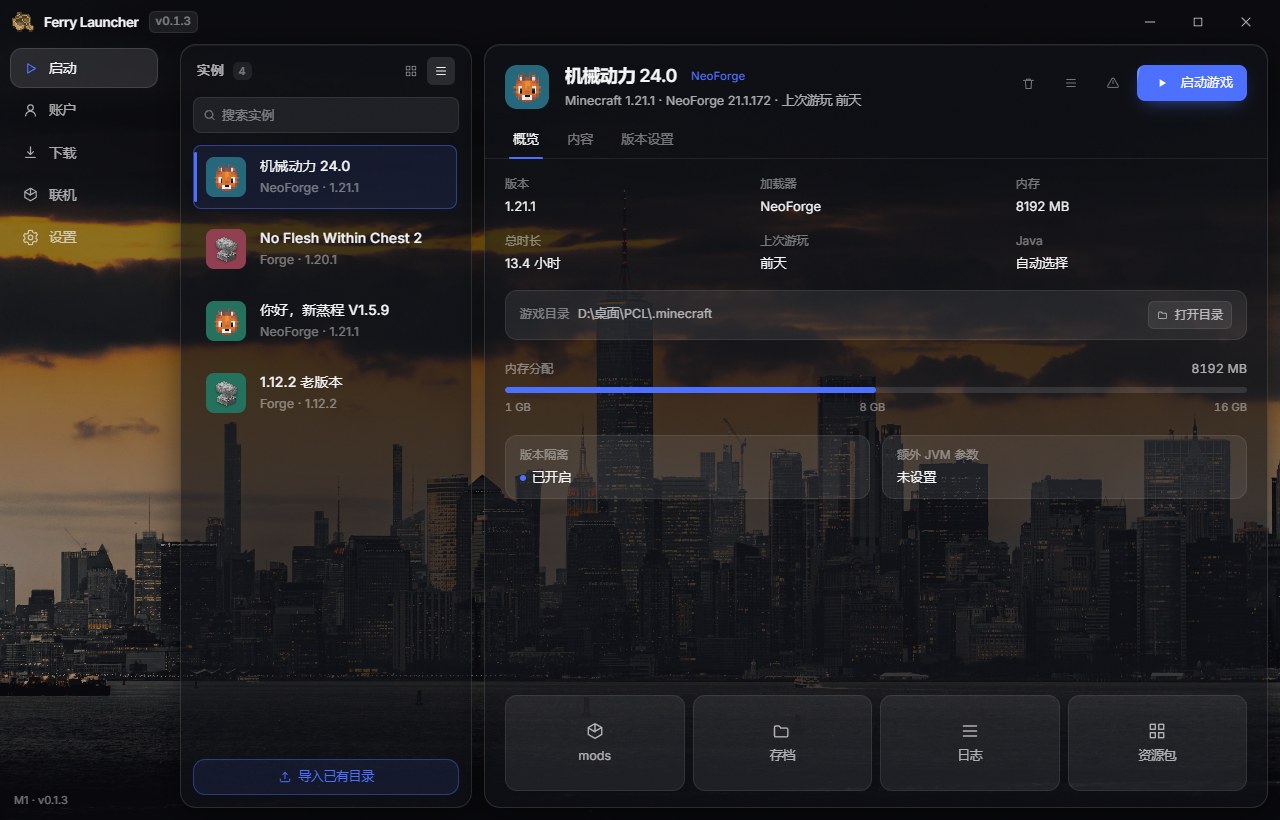 Ferry Launcher v0.1.3
启动
账户
下载
联机
设置
M1 · v0.1.3
实例 4
搜索实例
机械动力 24.0
NeoForge · 1.21.1
No Flesh Within Chest 2
Forge · 1.20.1
你好，新蒸程 V1.5.9
NeoForge · 1.21.1
1.12.2 老版本
Forge · 1.12.2
导入已有目录
机械动力 24.0 NeoForge
Minecraft 1.21.1 · NeoForge 21.1.172 · 上次游玩 前天
启动游戏
概览 内容 版本设置
版本 加载器 内存
1.21.1 NeoForge 8192 MB
总时长 上次游玩 Java
13.4 小时 前天 自动选择
游戏目录 D:\桌面\PCL\.minecraft 打开目录
内存分配 8192 MB
1 GB 8 GB 16 GB
版本隔离 额外 JVM 参数
已开启 未设置
mods 存档 日志 资源包